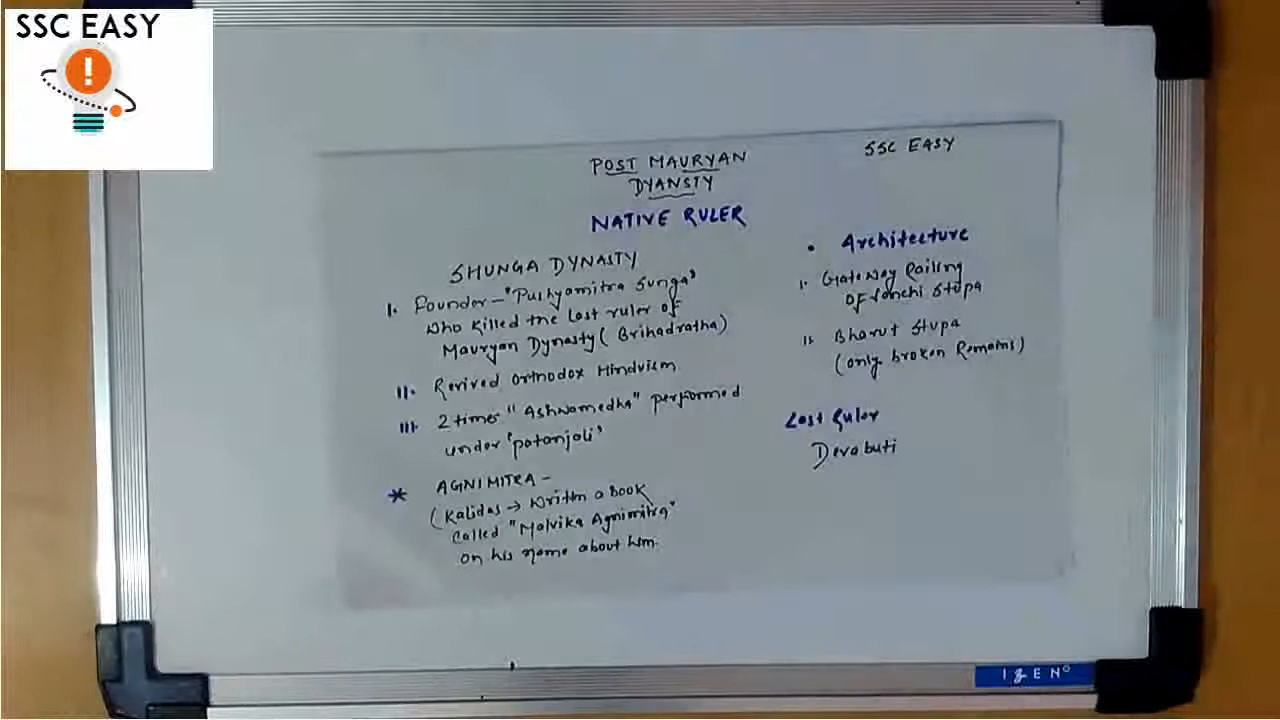 SSC EASY
!
POST MAURYAN
DYANSTY
SSC EASY
NATIVE RULER
SHUNGA DYNASTY
I. Founder - "Pushyamitra Sunga"
who killed the last ruler of
Mauryan Dynasty ( Brihadratha)
II. Revived Orthodox Hinduism
III. 2 times "Ashwamedha" performed
under 'patanjali'
* AGNIMITRA -
(Kalidas → Written a Book
called "Malvika Agnimitra"
on his name about him.
• Architecture
I. Gateway Railing
of Sanchi Stupa
II. Bharut Stupa
(only broken Remains)
Last Ruler
Devabuti
IZEN